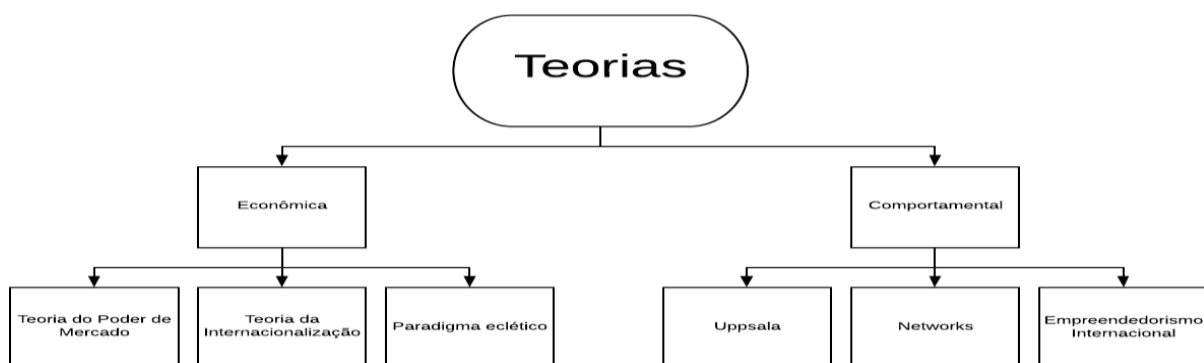 Teorias
Econômica
Comportamental
Teoria do Poder de
Mercado
Teoria da
Internacionalização
Paradigma eclético
Uppsala
Networks
Empreendedorismo
Internacional